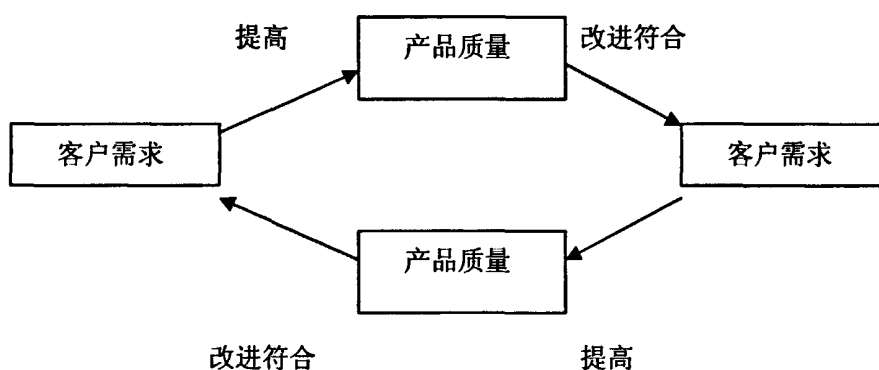 提高
产品质量
改进符合
客户需求
客户需求
产品质量
改进符合
提高